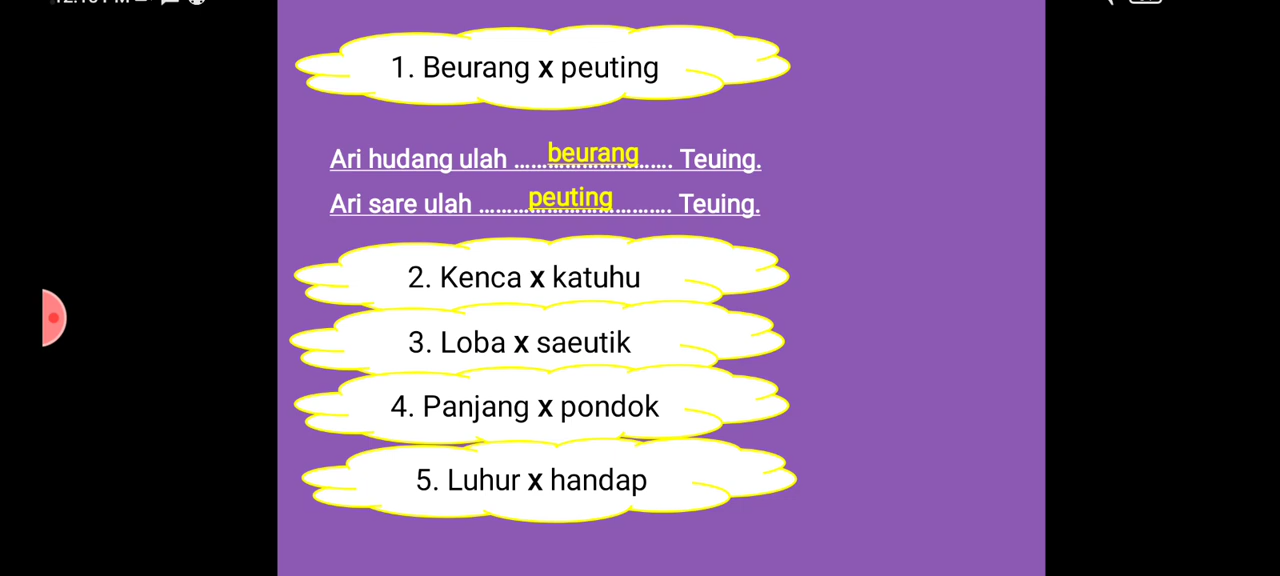 1. Beurang x peuting
Ari hudang ulah ......beurang...... Teuing.
Ari sare ulah .........peuting.......... Teuing.
2. Kenca x katuhu
3. Loba x saeutik
4. Panjang x pondok
5. Luhur x handap